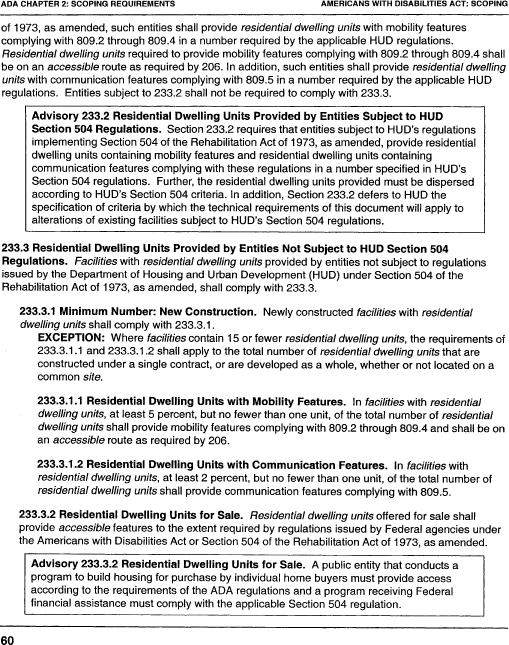 ADA CHAPTER 2: SCOPING REQUIREMENTS AMERICANS WITH DISABILITIES ACT: SCOPING
of 1973, as amended, such entities shall provide residential dwelling units with mobility features
complying with 809.2 through 809.4 in a number required by the applicable HUD regulations.
Residential dwelling units required to provide mobility features complying with 809.2 through 809.4 shall
be on an accessible route as required by 206. In addition, such entities shall provide residential dwelling
units with communication features complying with 809.5 in a number required by the applicable HUD
regulations. Entities subject to 233.2 shall not be required to comply with 233.3.
Advisory 233.2 Residential Dwelling Units Provided by Entities Subject to HUD
Section 504 Regulations. Section 233.2 requires that entities subject to HUD's regulations
implementing Section 504 of the Rehabilitation Act of 1973, as amended, provide residential
dwelling units containing mobility features and residential dwelling units containing
communication features complying with these regulations in a number specified in HUD's
Section 504 regulations. Further, the residential dwelling units provided must be dispersed
according to HUD's Section 504 criteria. In addition, Section 233.2 defers to HUD the
specification of criteria by which the technical requirements of this document will apply to
alterations of existing facilities subject to HUD's Section 504 regulations.
233.3 Residential Dwelling Units Provided by Entities Not Subject to HUD Section 504
Regulations. Facilities with residential dwelling units provided by entities not subject to regulations
issued by the Department of Housing and Urban Development (HUD) under Section 504 of the
Rehabilitation Act of 1973, as amended, shall comply with 233.3.
233.3.1 Minimum Number: New Construction. Newly constructed facilities with residential
dwelling units shall comply with 233.3.1.
EXCEPTION: Where facilities contain 15 or fewer residential dwelling units, the requirements of
233.3.1.1 and 233.3.1.2 shall apply to the total number of residential dwelling units that are
constructed under a single contract, or are developed as a whole, whether or not located on a
common site.
233.3.1.1 Residential Dwelling Units with Mobility Features. In facilities with residential
dwelling units, at least 5 percent, but no fewer than one unit, of the total number of residential
dwelling units shall provide mobility features complying with 809.2 through 809.4 and shall be on
an accessible route as required by 206.
233.3.1.2 Residential Dwelling Units with Communication Features. In facilities with
residential dwelling units, at least 2 percent, but no fewer than one unit, of the total number of
residential dwelling units shall provide communication features complying with 809.5.
233.3.2 Residential Dwelling Units for Sale. Residential dwelling units offered for sale shall
provide accessible features to the extent required by regulations issued by Federal agencies under
the Americans with Disabilities Act or Section 504 of the Rehabilitation Act of 1973, as amended.
Advisory 233.3.2 Residential Dwelling Units for Sale. A public entity that conducts a
program to build housing for purchase by individual home buyers must provide access
according to the requirements of the ADA regulations and a program receiving Federal
financial assistance must comply with the applicable Section 504 regulation.
60